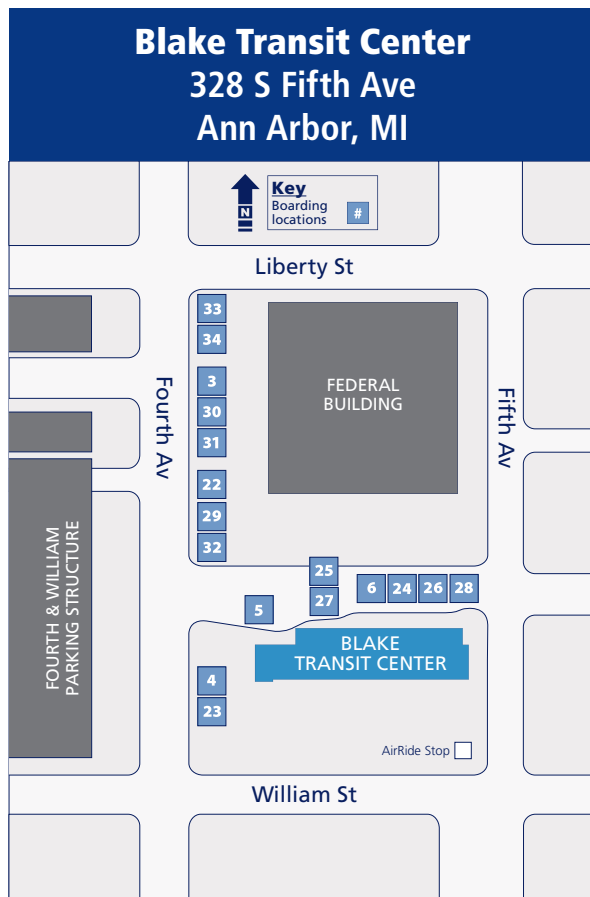 Blake Transit Center
328 S Fifth Ave
Ann Arbor, MI
N
Key
Boarding
locations
#
Liberty St
33
34
3
30
31
22
29
32
FEDERAL
BUILDING
Fourth Av
Fifth Av
FOURTH & WILLIAM
PARKING STRUCTURE
25
27
6 24 26 28
5
BLAKE
TRANSIT CENTER
4
23
AirRide Stop
William St